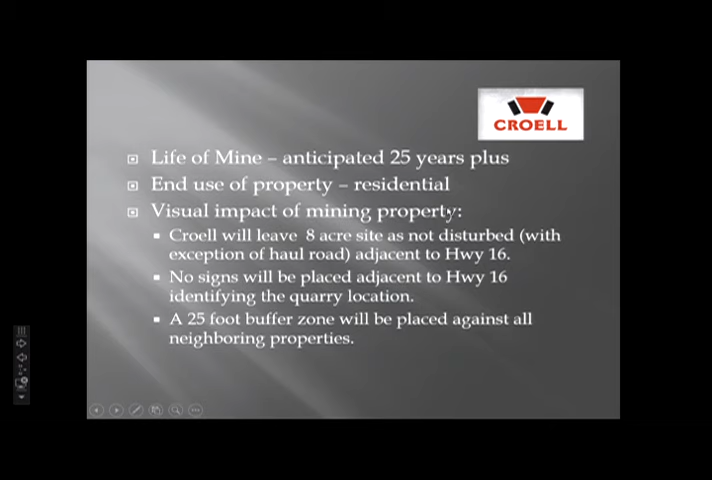 CROELL
Life of Mine – anticipated 25 years plus
End use of property – residential
Visual impact of mining property:
Croell will leave  8 acre site as not disturbed (with
exception of haul road) adjacent to Hwy 16.
No signs will be placed adjacent to Hwy 16
identifying the quarry location.
A 25 foot buffer zone will be placed against all
neighboring properties.